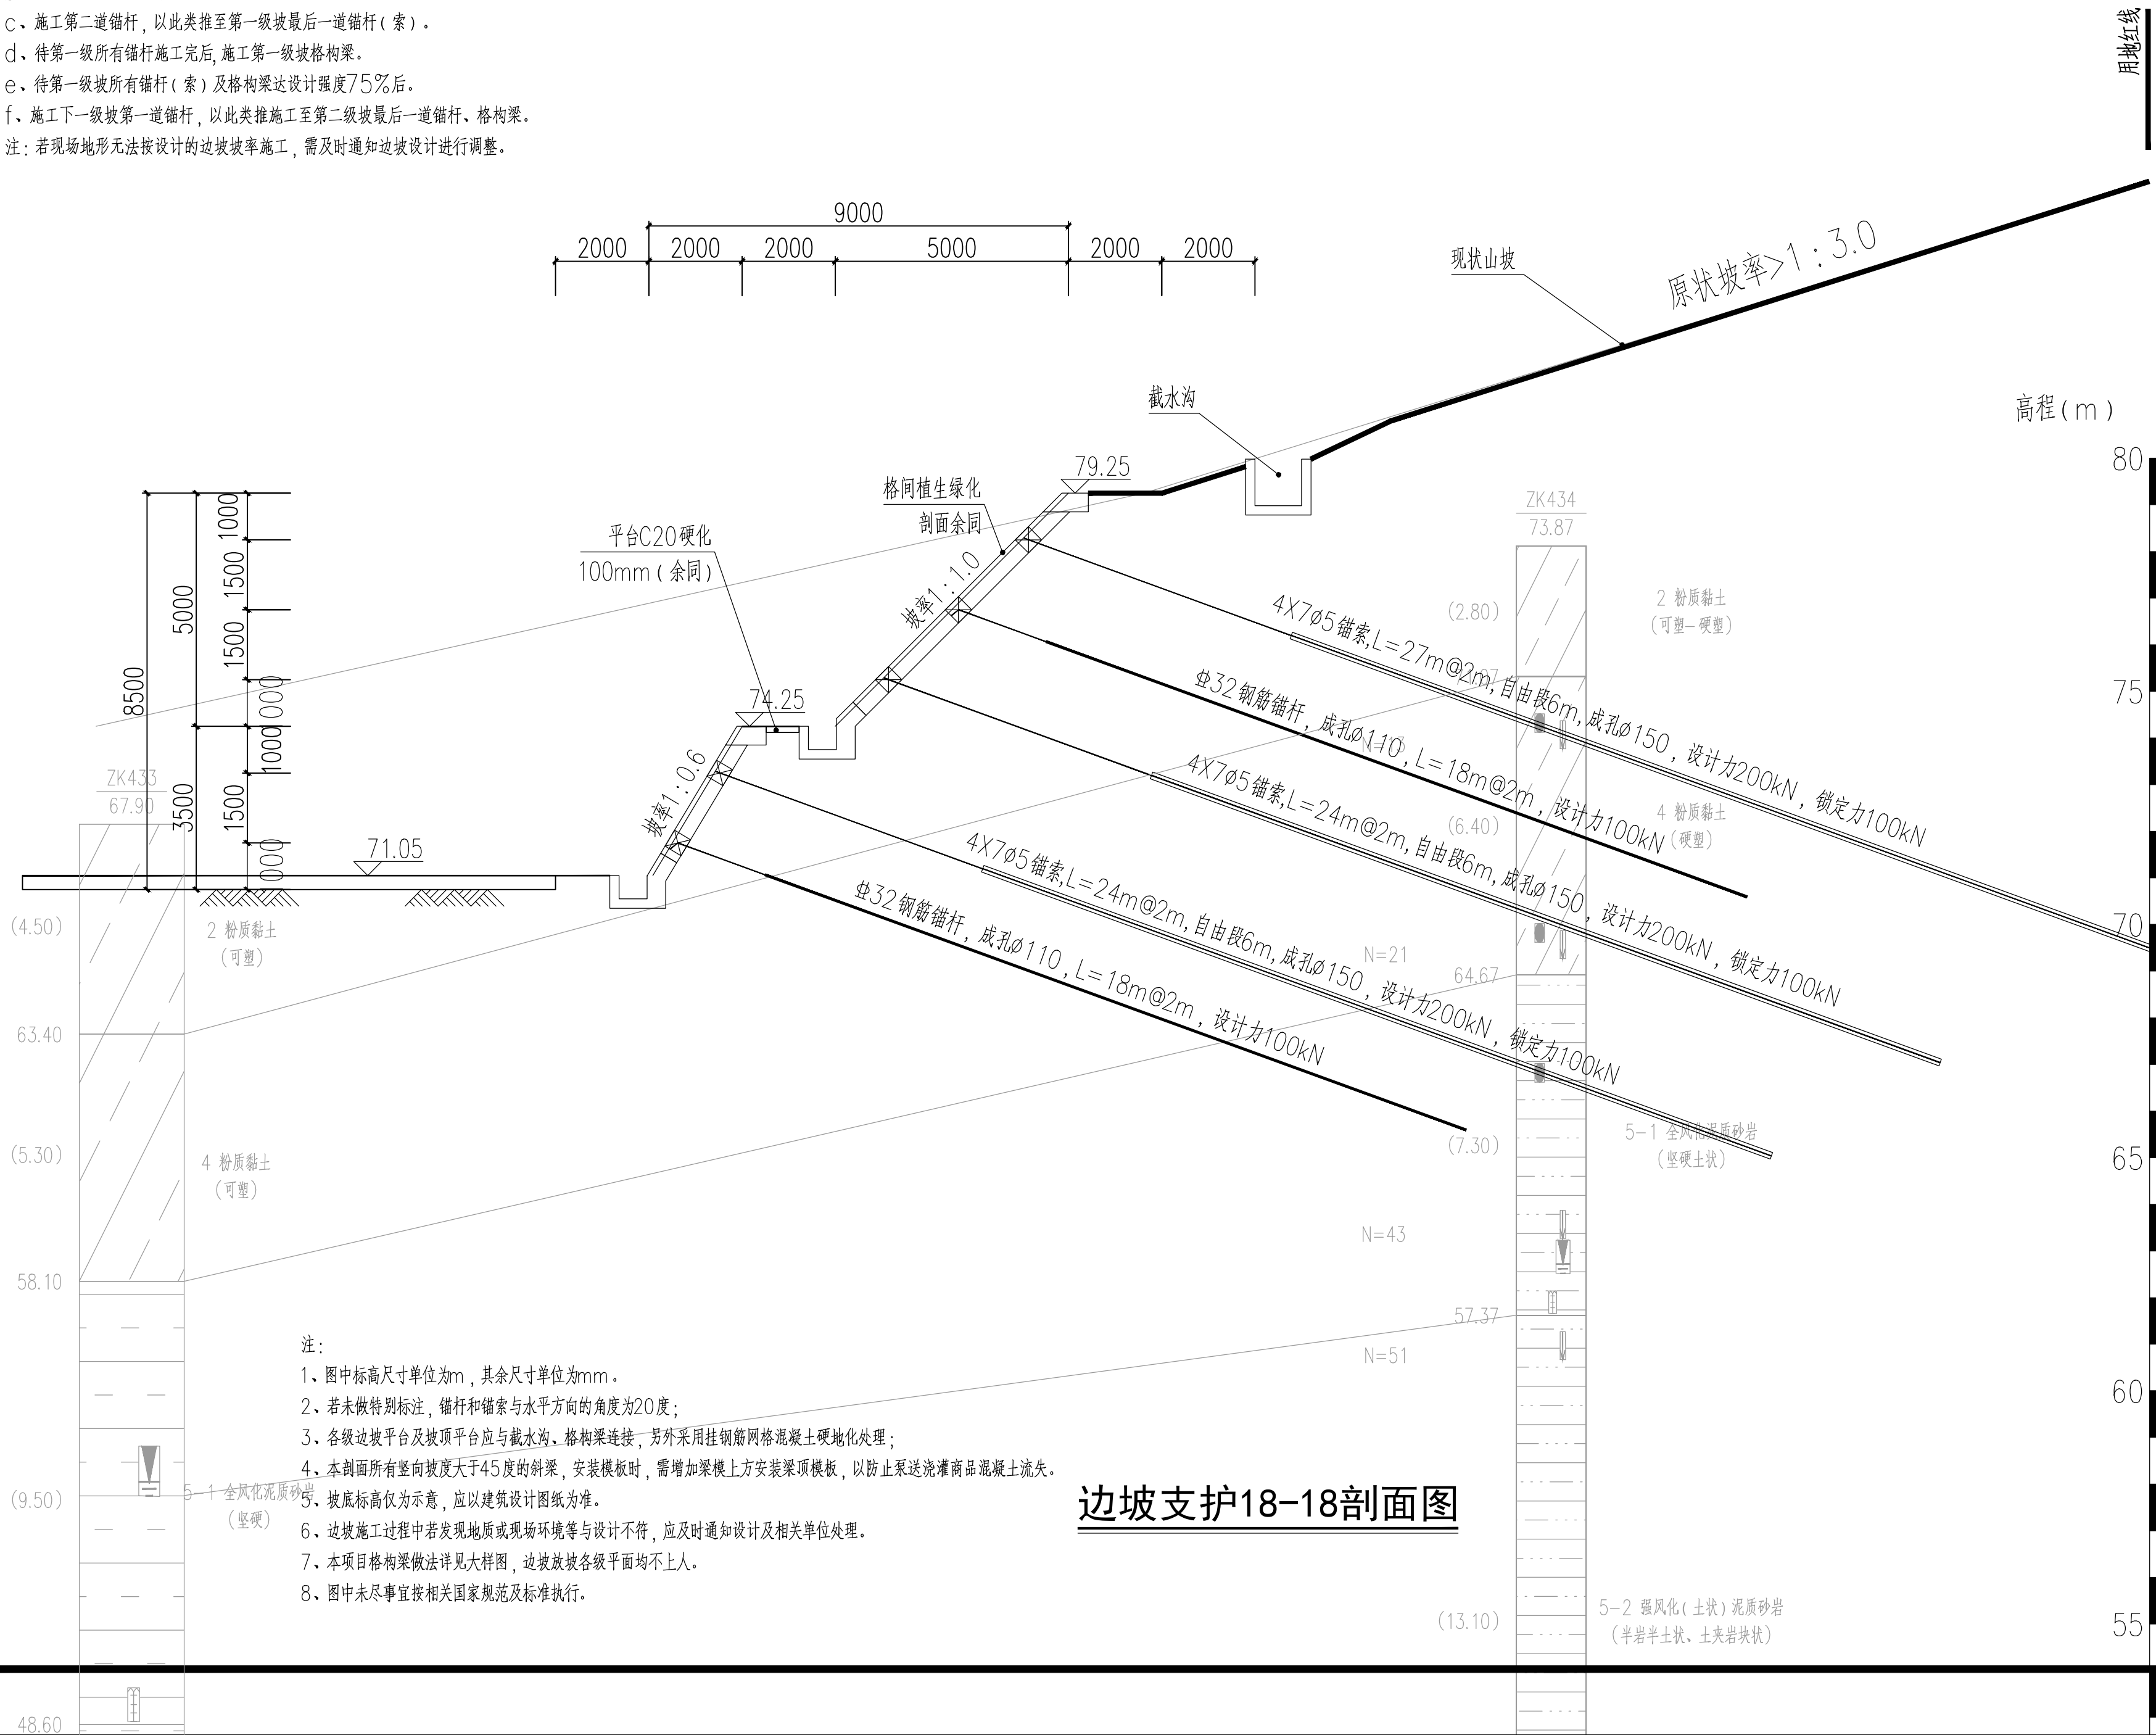 c、施工第二道锚杆，以此类推至第一级坡最后一道锚杆（索）。
d、待第一级所有锚杆施工完后，施工第一级坡格构梁。
e、待第一级坡所有锚杆（索）及格构梁达设计强度75%后。
f、施工下一级坡第一道锚杆，以此类推施工至第二级坡最后一道锚杆、格构梁。
注：若现场地形无法按设计的边坡坡率施工，需及时通知边坡设计进行调整。
用地红线
9000
2000 2000 2000 5000 2000 2000
现状山坡
原状坡率>1：3.0
截水沟
高程（m）
80
75
70
65
60
55
79.25
格间植生绿化
剖面余同
平台C20硬化
100mm（余同）
坡率1：1.0
74.25
坡率1：0.6
71.05
8500
5000
3500
1000
1500
1500
1000
1000
1500
ZK433
67.90
(4.50)
2 粉质黏土
（可塑）
63.40
(5.30)
4 粉质黏土
（可塑）
58.10
(9.50)
5-1 全风化泥质砂岩
（坚硬）
48.60
ZK434
73.87
(2.80)
2 粉质黏土
（可塑-硬塑）
4X7ø5锚索,L=27m@2m,自由段6m,成孔ø150，设计力200kN，锁定力100kN
⌀32钢筋锚杆，成孔ø110，L=18m@2m，设计力100kN
4X7ø5锚索,L=24m@2m,自由段6m,成孔ø150，设计力200kN，锁定力100kN
4X7ø5锚索,L=24m@2m,自由段6m,成孔ø150，设计力200kN，锁定力100kN
⌀32钢筋锚杆，成孔ø110，L=18m@2m，设计力100kN
(6.40)
4 粉质黏土
（硬塑）
N=21
64.67
(7.30)
5-1 全风化泥质砂岩
（坚硬土状）
N=43
57.37
N=51
(13.10)
5-2 强风化（土状）泥质砂岩
（半岩半土状、土夹岩块状）
注：
1、图中标高尺寸单位为m，其余尺寸单位为mm。
2、若未做特别标注，锚杆和锚索与水平方向的角度为20度；
3、各级边坡平台及坡顶平台应与截水沟、格构梁连接，另外采用挂钢筋网格混凝土硬地化处理；
4、本剖面所有竖向坡度大于45度的斜梁，安装模板时，需增加梁模上方安装梁顶模板，以防止泵送浇灌商品混凝土流失。
5、坡底标高仅为示意，应以建筑设计图纸为准。
6、边坡施工过程中若发现地质或现场环境等与设计不符，应及时通知设计及相关单位处理。
7、本项目格构梁做法详见大样图，边坡放坡各级平面均不上人。
8、图中未尽事宜按相关国家规范及标准执行。
边坡支护18-18剖面图